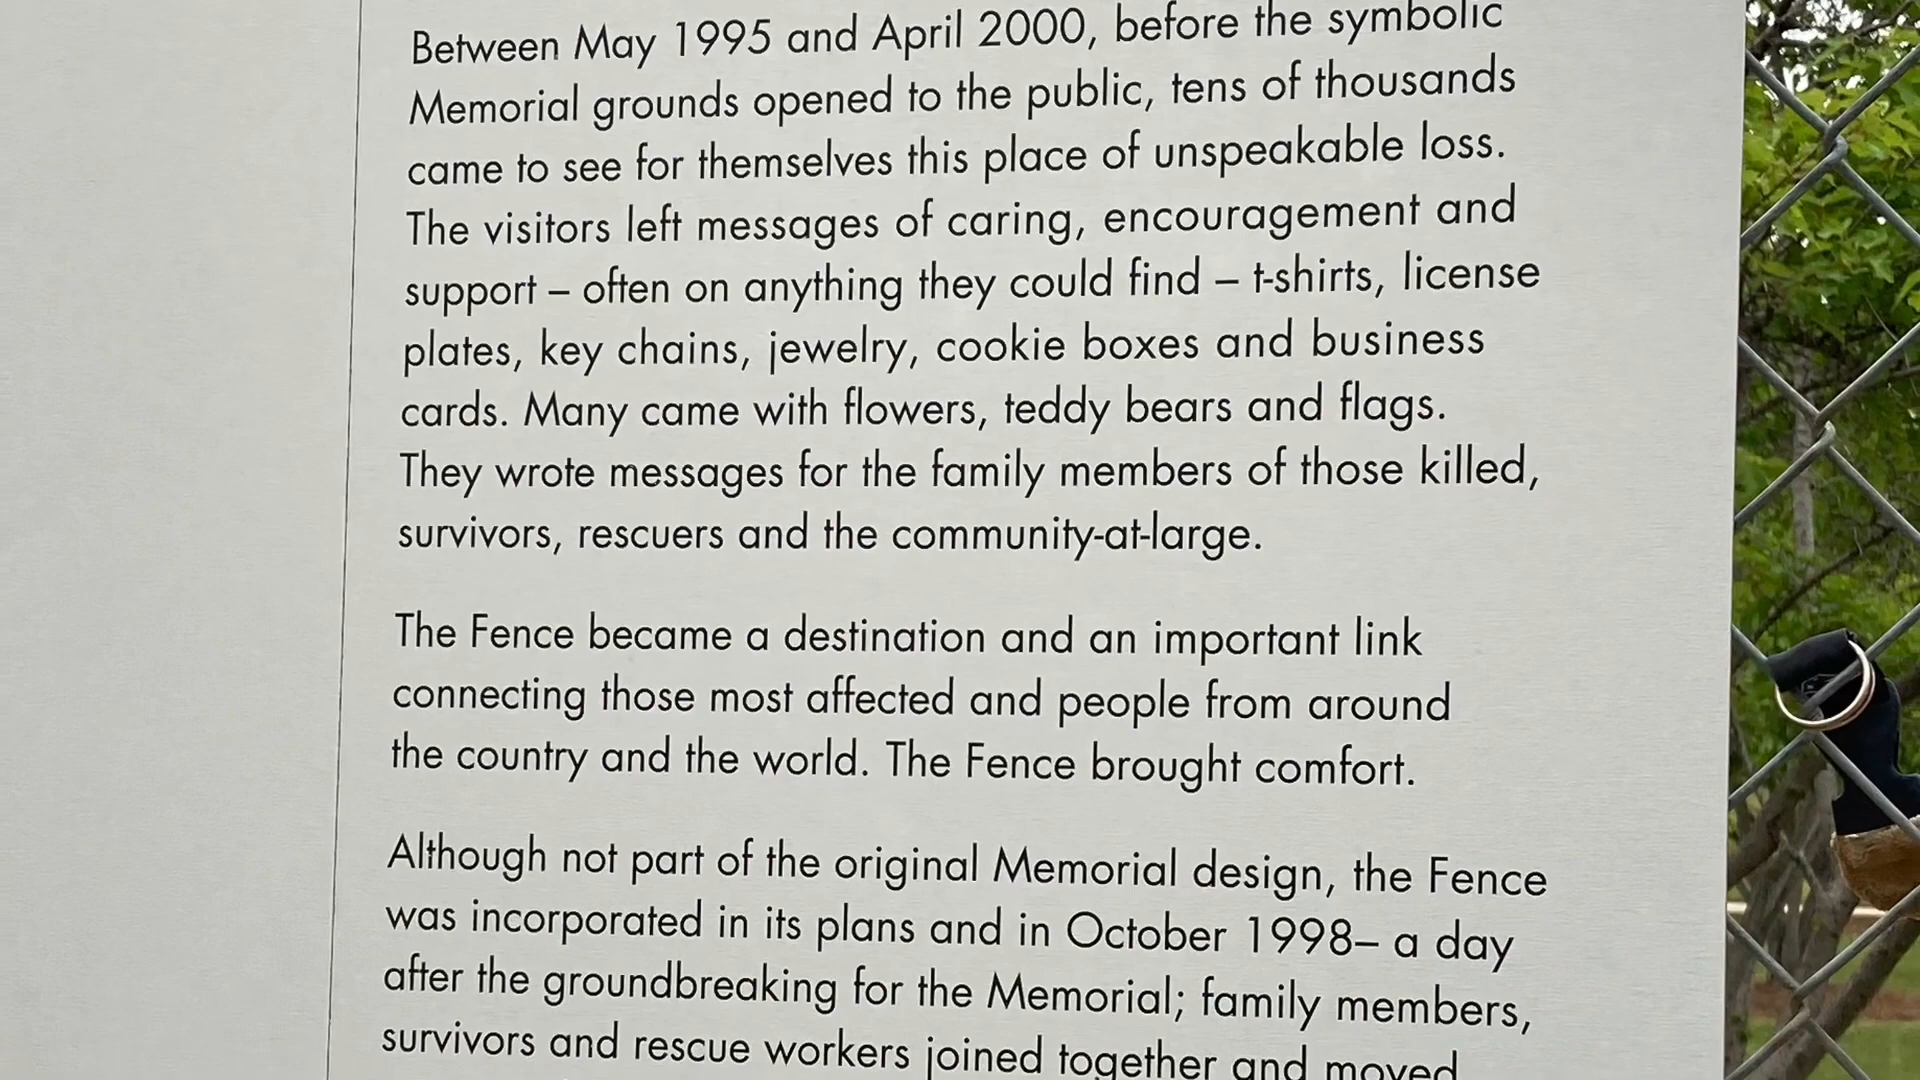 Between May 1995 and April 2000, before the symbolic
Memorial grounds opened to the public, tens of thousands
came to see for themselves this place of unspeakable loss.
The visitors left messages of caring, encouragement and
support – often on anything they could find – t-shirts, license
plates, key chains, jewelry, cookie boxes and business
cards. Many came with flowers, teddy bears and flags.
They wrote messages for the family members of those killed,
survivors, rescuers and the community-at-large.
The Fence became a destination and an important link
connecting those most affected and people from around
the country and the world. The Fence brought comfort.
Although not part of the original Memorial design, the Fence
was incorporated in its plans and in October 1998– a day
after the groundbreaking for the Memorial; family members,
survivors and rescue workers joined together and moved